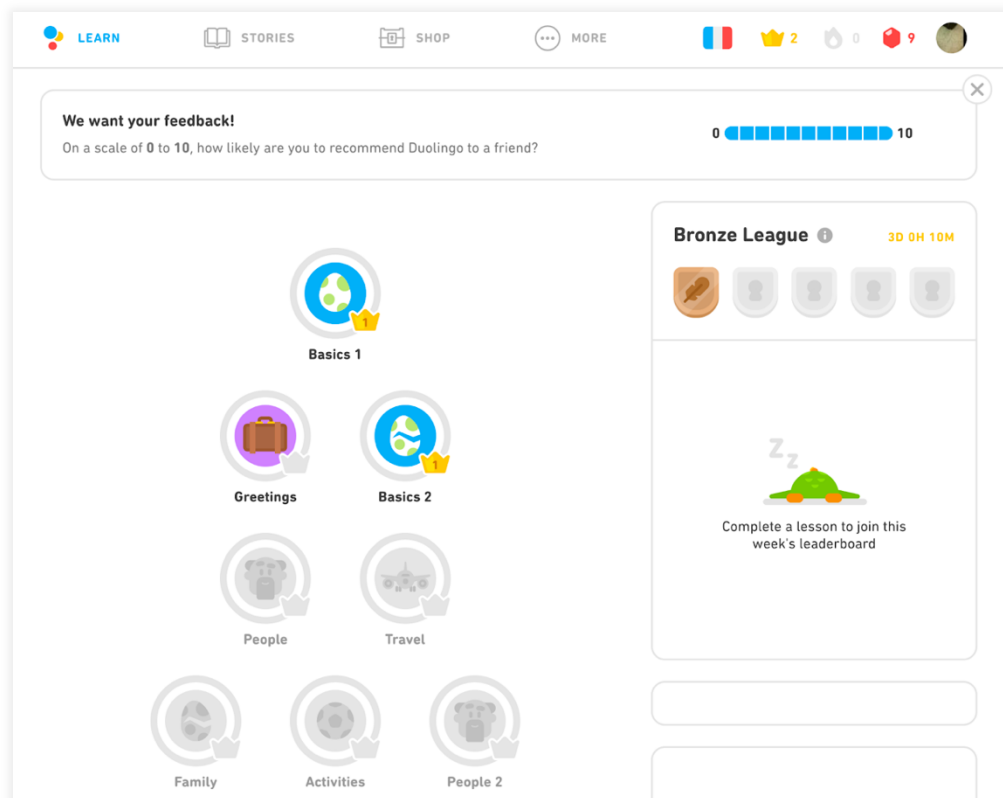 LEARN
STORIES
SHOP
MORE
2
0
9
We want your feedback!
On a scale of 0 to 10, how likely are you to recommend Duolingo to a friend?
0
10
Bronze League
3D 0H 10M
1
Basics 1
Greetings
1
Basics 2
Z
z
Complete a lesson to join this
week's leaderboard
People
Travel
Family
Activities
People 2